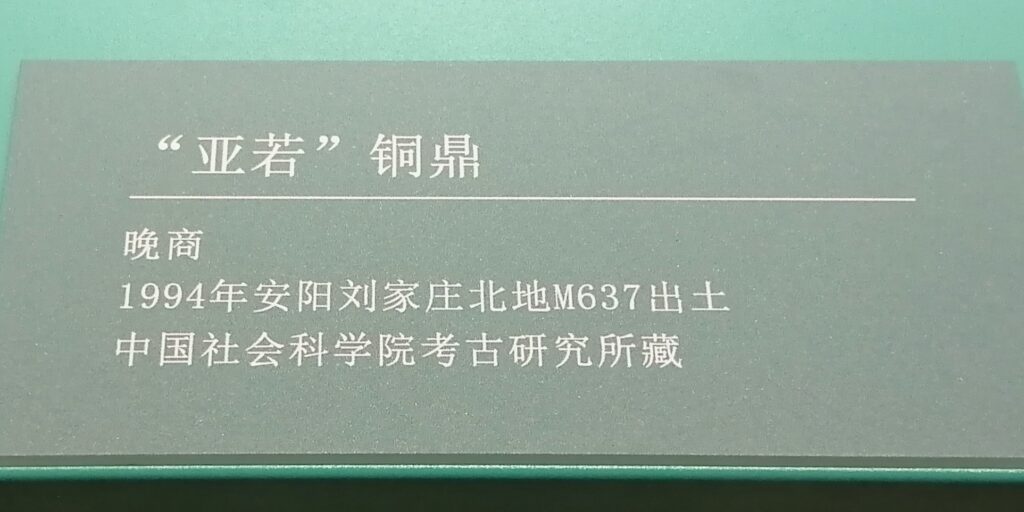 “亚若”铜鼎
晚商
1994年安阳刘家庄北地M637出土
中国社会科学院考古研究所藏